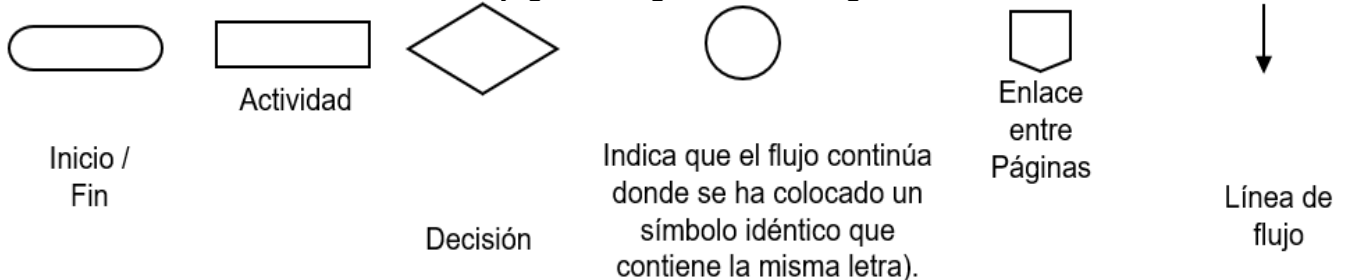 Actividad
Enlace
entre
Páginas
Inicio /
Fin
Indica que el flujo continúa
donde se ha colocado un
símbolo idéntico que
contiene la misma letra).
Decisión
Línea de
flujo